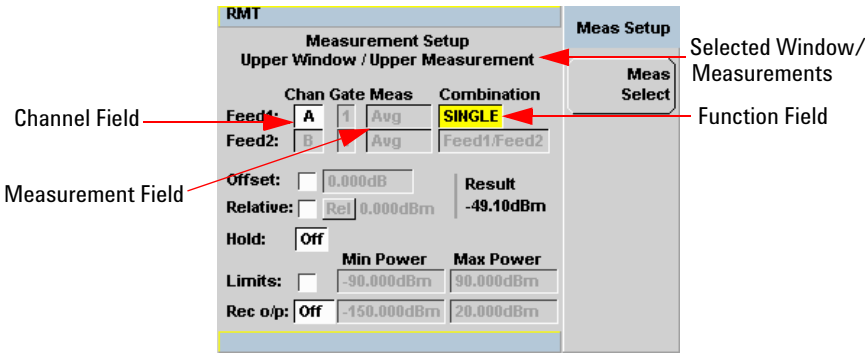 RMT
Meas Setup
Measurement Setup
Upper Window / Upper Measurement
Selected Window/
Measurements
Meas
Select
Chan Gate Meas Combination
Channel Field
Feed1: A 1 Avg SINGLE
Function Field
Feed2: B 1 Avg Feed1/Feed2
Measurement Field
Offset: 0.000dB
Result
Relative: Rel 0.000dBm
-49.10dBm
Hold: Off
Min Power Max Power
Limits: -90.000dBm 90.000dBm
Rec o/p: Off -150.000dBm 20.000dBm